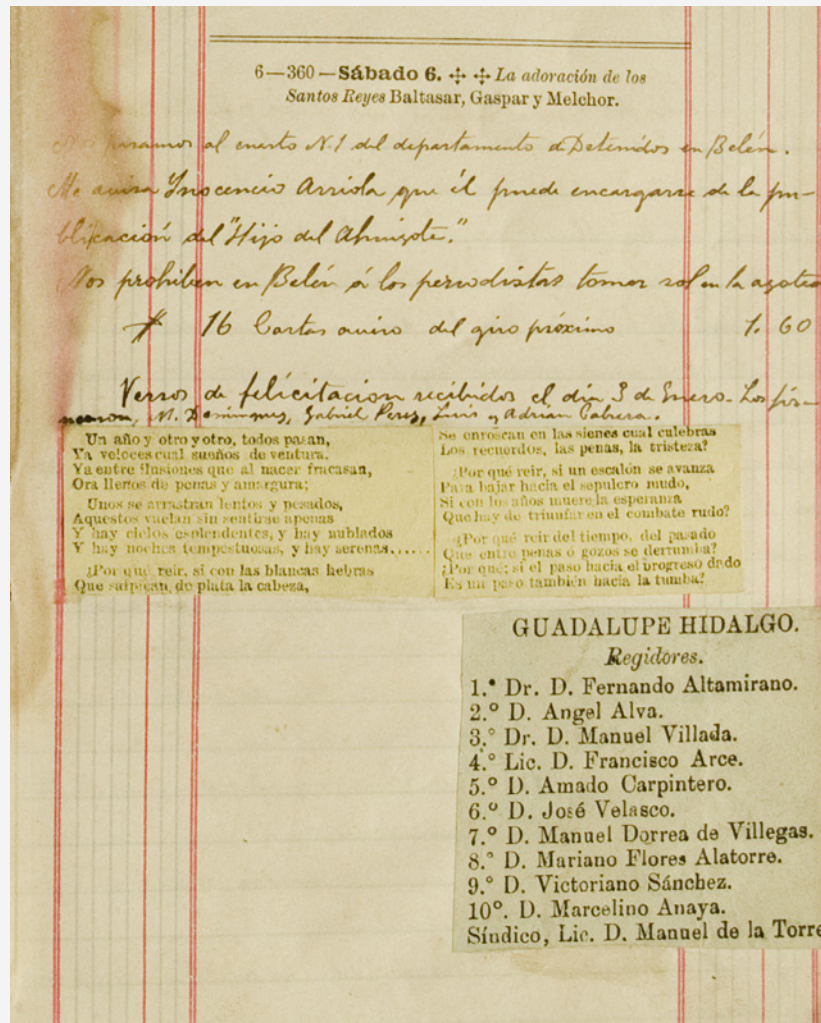 6—360—Sábado 6. La adoración de los
Santos Reyes Baltasar, Gaspar y Melchor.
Nos pasamos al cuarto N. 1 del departamento de Detenidos en Belén.
Me avisa Inocencio Arriola que él puede encargarse de la pu-
blicación del "Hijo del Ahuizote."
Nos prohiben en Belén á los periodistas tomar sol en la azotea
16 Cartas aviso del giro próximo 1. 60
Versos de felicitacion recibidos el dia 3 de Enero. Los fir-
maron, M. Dominguez, Gabriel Perez, Luis y Adrian Cabrera.
Un año y otro y otro, todos pasan,
Ya veloces cual sueños de ventura.
Ya entre ilusiones que al nacer fracasan,
Ora llenos de penas y amargura;
Unos se arrastran lentos y pesados,
Aquestos vuelan sin sentirse apenas
Y hay cielos esplendentes, y hay nublados
Y hay noches tempestuosas, y hay serenas......
¿Por qué reir, si con las blancas hebras
Que salpican, de plata la cabeza,
Se enroscan en las sienes cual culebras
Los recuerdos, las penas, la tristeza?
¿Por qué reir, si un escalón se avanza
Para bajar hacia el sepulcro mudo,
Si con los años muere la esperanza
Que hay de triunfar en el combate rudo?
¿Por qué reir del tiempo, del pasado
Que entre penas ó gozos se derrumba?
¿Por qué; si el paso hacia el progreso dado
Es un paso también hacia la tumba?
GUADALUPE HIDALGO.
Regidores.
1.º Dr. D. Fernando Altamirano.
2.º D. Angel Alva.
3.º Dr. D. Manuel Villada.
4.º Lic. D. Francisco Arce.
5.º D. Amado Carpintero.
6.º D. José Velasco.
7.º D. Manuel Dorrea de Villegas.
8.º D. Mariano Flores Alatorre.
9.º D. Victoriano Sánchez.
10º. D. Marcelino Anaya.
Síndico, Lic. D. Manuel de la Torre